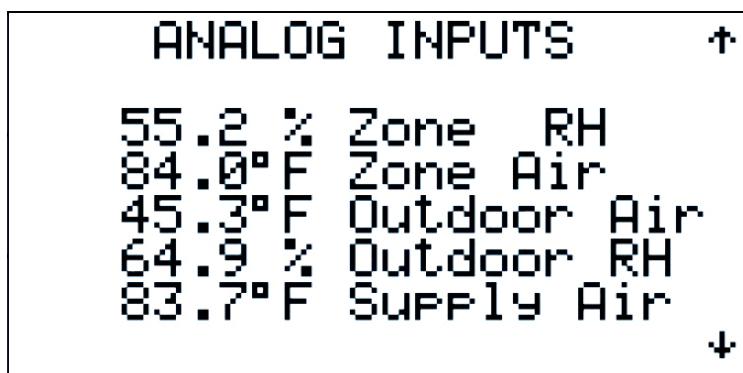 ANALOG INPUTS ↑
55.2 % Zone RH
84.0°F Zone Air
45.3°F Outdoor Air
64.9 % Outdoor RH
83.7°F Supply Air
↓